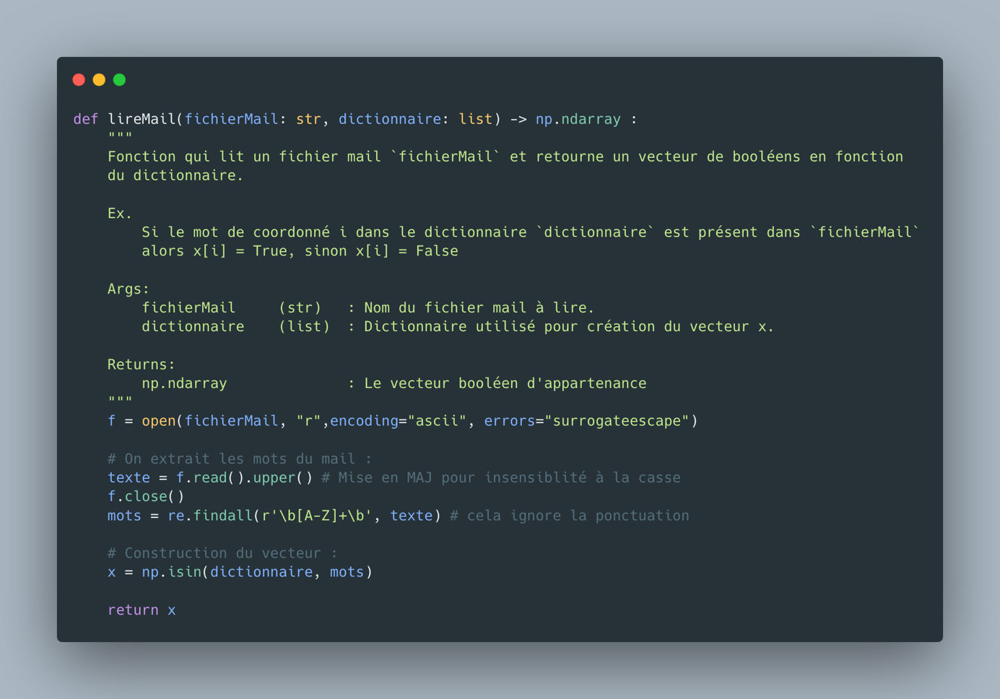 def lireMail(fichierMail: str, dictionnaire: list) -> np.ndarray :
    """
    Fonction qui lit un fichier mail `fichierMail` et retourne un vecteur de booléens en fonction
    du dictionnaire.

    Ex.
        Si le mot de coordonné i dans le dictionnaire `dictionnaire` est présent dans `fichierMail`
        alors x[i] = True, sinon x[i] = False

    Args:
        fichierMail     (str)   : Nom du fichier mail à lire.
        dictionnaire    (list)  : Dictionnaire utilisé pour création du vecteur x.

    Returns:
        np.ndarray              : Le vecteur booléen d'appartenance
    """
    f = open(fichierMail, "r",encoding="ascii", errors="surrogateescape")

    # On extrait les mots du mail :
    texte = f.read().upper() # Mise en MAJ pour insensiblité à la casse
    f.close()
    mots = re.findall(r'\b[A-Z]+\b', texte) # cela ignore la ponctuation

    # Construction du vecteur :
    x = np.isin(dictionnaire, mots)

    return x